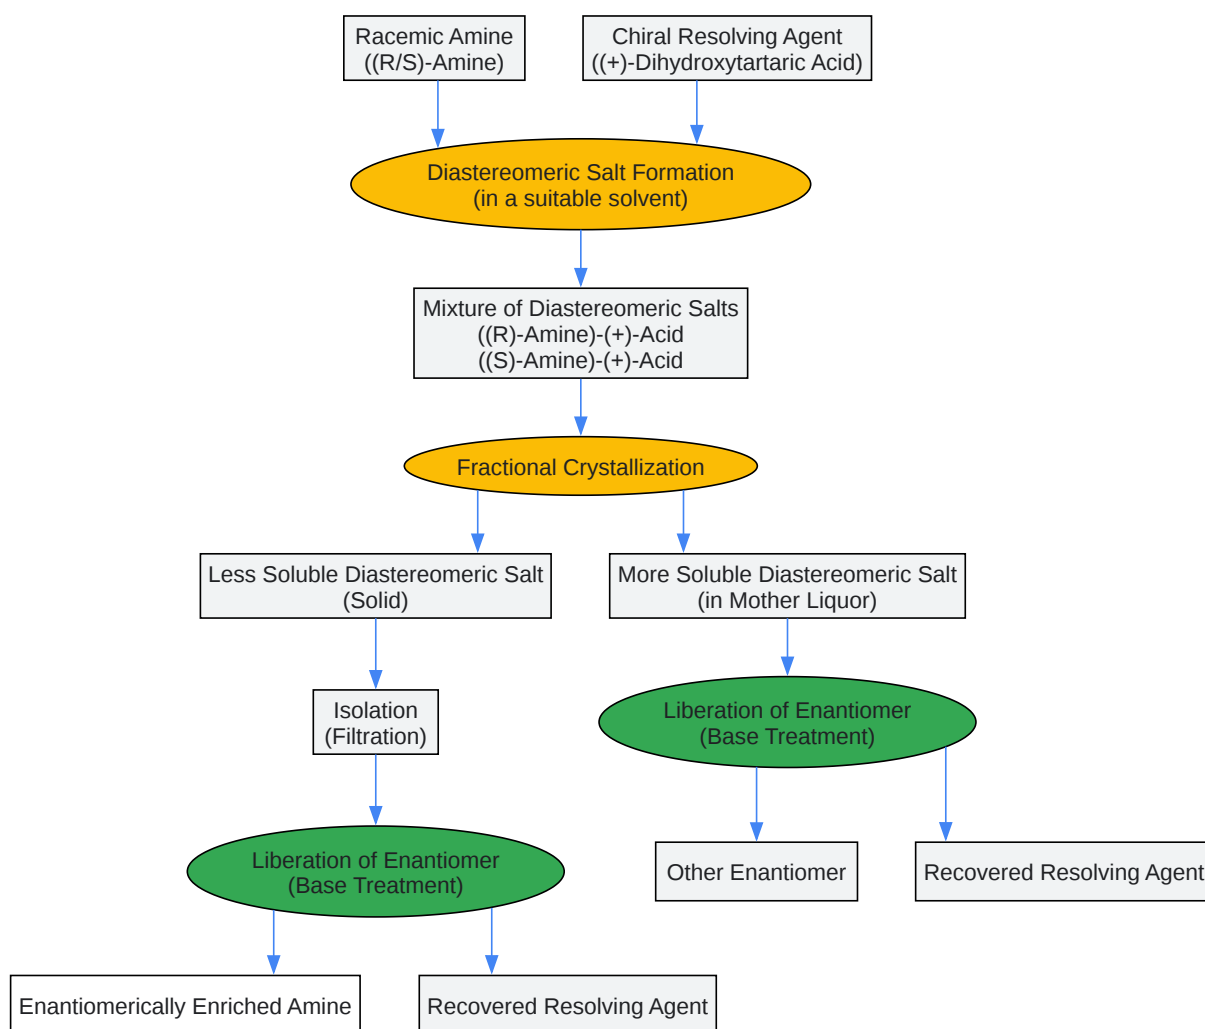 Racemic Amine
((R/S)-Amine)
Chiral Resolving Agent
((+)-Dihydroxytartaric Acid)
Diastereomeric Salt Formation
(in a suitable solvent)
Mixture of Diastereomeric Salts
((R)-Amine)-(+)-Acid
((S)-Amine)-(+)-Acid
Fractional Crystallization
Less Soluble Diastereomeric Salt
(Solid)
More Soluble Diastereomeric Salt
(in Mother Liquor)
Isolation
(Filtration)
Liberation of Enantiomer
(Base Treatment)
Liberation of Enantiomer
(Base Treatment)
Other Enantiomer
Recovered Resolving Agent
Enantiomerically Enriched Amine
Recovered Resolving Agent